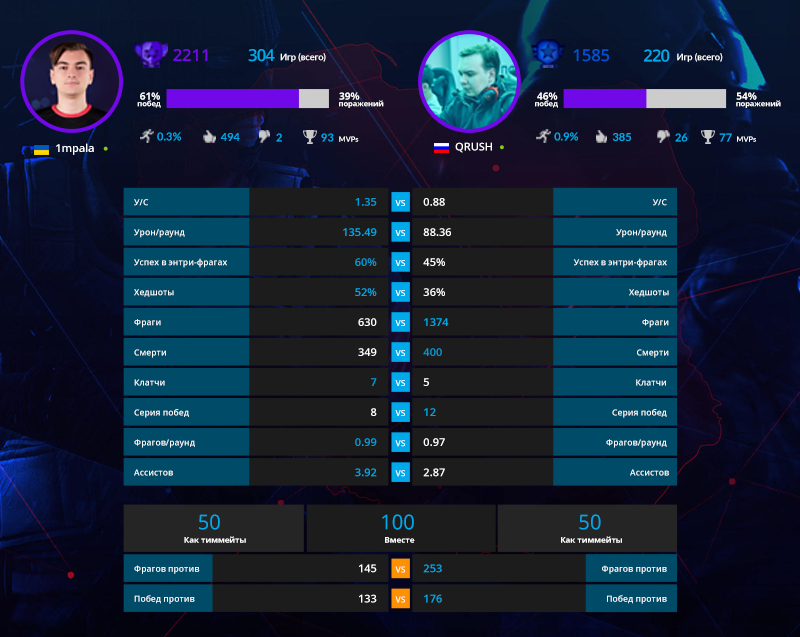 2211
304 Игр (всего)
61% побед
39% поражений
0.3% 494 2 93 MVPs
1mpala
1585
220 Игр (всего)
46% побед
54% поражений
0.9% 385 26 77 MVPs
QRUSH
У/С 1.35 VS 0.88 У/С
Урон/раунд 135.49 VS 88.36 Урон/раунд
Успех в энтри-фрагах 60% VS 45% Успех в энтри-фрагах
Хедшоты 52% VS 36% Хедшоты
Фраги 630 VS 1374 Фраги
Смерти 349 VS 400 Смерти
Клатчи 7 VS 5 Клатчи
Серия побед 8 VS 12 Серия побед
Фрагов/раунд 0.99 VS 0.97 Фрагов/раунд
Ассистов 3.92 VS 2.87 Ассистов
50 100 50
Как тиммейты Вместе Как тиммейты
Фрагов против 145 VS 253 Фрагов против
Побед против 133 VS 176 Побед против